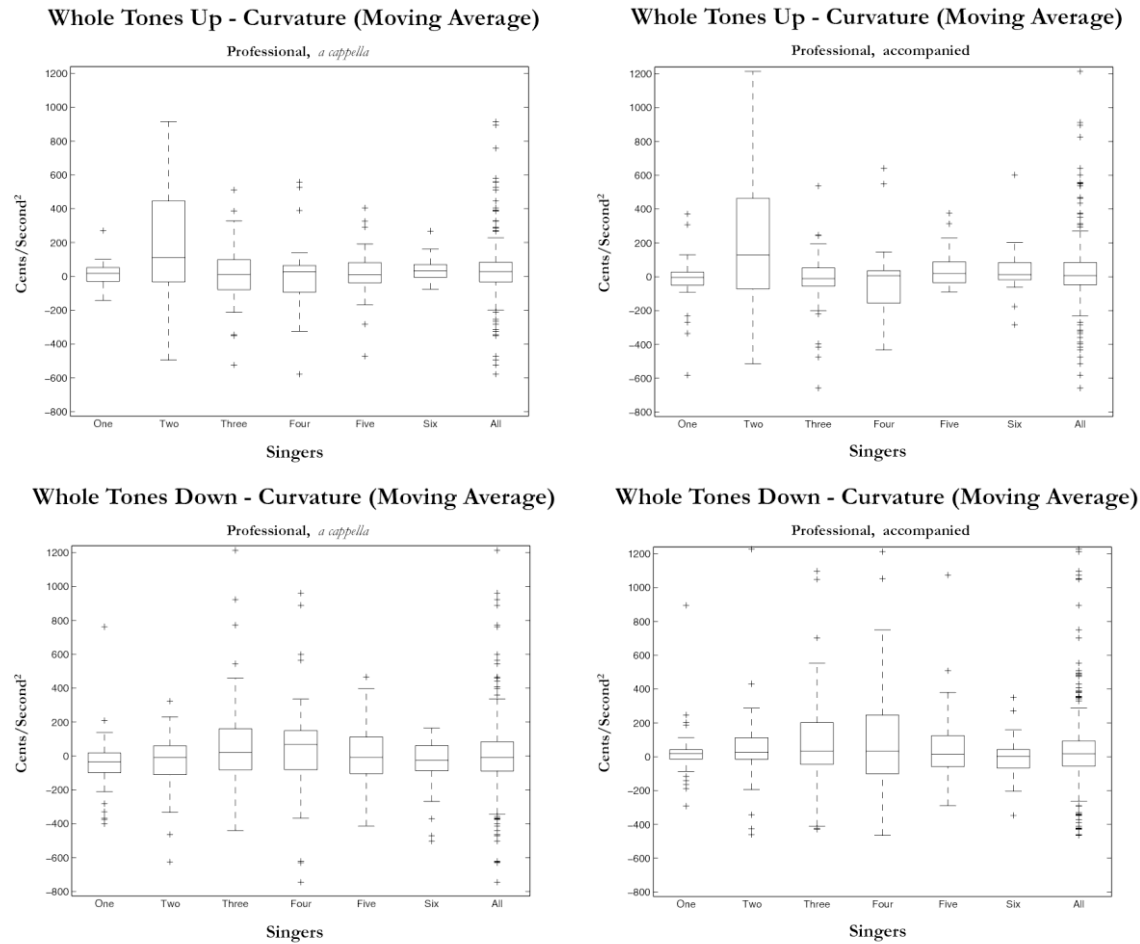 Whole Tones Up - Curvature (Moving Average)
Professional, a cappella
Cents/Second²
1200
1000
800
600
400
200
0
−200
−400
−600
−800
One Two Three Four Five Six All
Singers
Whole Tones Up - Curvature (Moving Average)
Professional, accompanied
Cents/Second²
1200
1000
800
600
400
200
0
−200
−400
−600
−800
One Two Three Four Five Six All
Singers
Whole Tones Down - Curvature (Moving Average)
Professional, a cappella
Cents/Second²
1200
1000
800
600
400
200
0
−200
−400
−600
−800
One Two Three Four Five Six All
Singers
Whole Tones Down - Curvature (Moving Average)
Professional, accompanied
Cents/Second²
1200
1000
800
600
400
200
0
−200
−400
−600
−800
One Two Three Four Five Six All
Singers